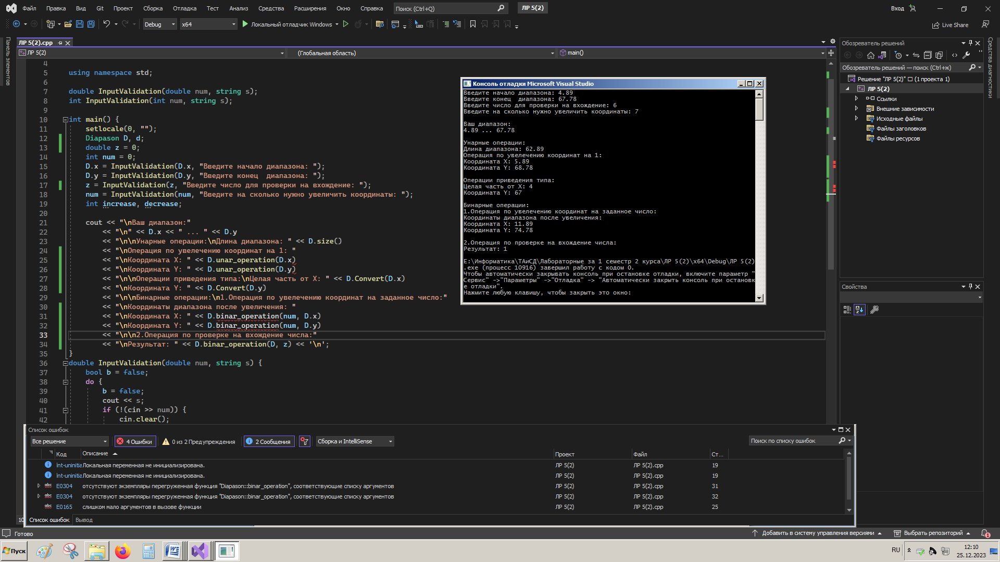 Файл Правка Вид Git Проект Сборка Отладка Тест Анализ Средства Расширения Окно Справка Поиск (Ctrl+Q) ЛР 5(2) Вход
Debug x64 Локальный отладчик Windows Live Share
Панель элементов
ЛР 5(2).cpp
ЛР 5(2) (Глобальная область) main()
4
5 using namespace std;
6
7 double InputValidation(double num, string s);
8 int InputValidation(int num, string s);
9
10 int main() {
11 setlocale(0, "");
12 Diapason D, d;
13 double z = 0;
14 int num = 0;
15 D.x = InputValidation(D.x, "Введите начало диапазона: ");
16 D.y = InputValidation(D.y, "Введите конец  диапазона: ");
17 z = InputValidation(z, "Введите число для проверки на вхождение: ");
18 num = InputValidation(num, "Введите на сколько нужно увеличить координаты: ");
19 int increase, decrease;
20
21 cout << "\nВаш диапазон:"
22 << "\n" << D.x << " ... " << D.y
23 << "\n\nУнарные операции:\nДлина диапазона: " << D.size()
24 << "\nОперация по увелечению координат на 1: "
25 << "\nКоордината X: " << D.unar_operation(D.x)
26 << "\nКоордината Y: " << D.unar_operation(D.y)
27 << "\n\nОперации приведения типа:\nЦелая часть от X: " << D.Convert(D.x)
28 << "\nКоордината Y: " << D.Convert(D.y)
29 << "\n\nБинарные операции:\n1.Операция по увелечению координат на заданное число:"
30 << "\nКоординаты диапазона после увеличения: "
31 << "\nКоордината X: " << D.binar_operation(num, D.x)
32 << "\nКоордината Y: " << D.binar_operation(num, D.y)
33 << "\n\n2.Операция по проверке на вхождение числа:"
34 << "\nРезультат: " << D.binar_operation(D, z) << '\n';
35 }
36 double InputValidation(double num, string s) {
37 bool b = false;
38 do {
39 b = false;
40 cout << s;
41 if (!(cin >> num)) {
42 cin.clear();
Консоль отладки Microsoft Visual Studio
Введите начало диапазона: 4.89
Введите конец  диапазона: 67.78
Введите число для проверки на вхождение: 6
Введите на сколько нужно увеличить координаты: 7
Ваш диапазон:
4.89 ... 67.78
Унарные операции:
Длина диапазона: 62.89
Операция по увелечению координат на 1:
Координата X: 5.89
Координата Y: 68.78
Операции приведения типа:
Целая часть от X: 4
Координата Y: 67
Бинарные операции:
1.Операция по увелечению координат на заданное число:
Координаты диапазона после увеличения:
Координата X: 11.89
Координата Y: 74.78
2.Операция по проверке на вхождение числа:
Результат: 1
E:\Информатика\ТАиСД\Лабораторные за 1 семестр 2 курса\ЛР 5(2)\x64\Debug\ЛР 5(2)
.exe (процесс 10916) завершил работу с кодом 0.
Чтобы автоматически закрывать консоль при остановке отладки, включите параметр "
Сервис" ->"Параметры" ->"Отладка" -> "Автоматически закрыть консоль при остановк
е отладки".
Нажмите любую клавишу, чтобы закрыть это окно:
Обозреватель решений
Обозреватель решений — поиск (Ctrl+ж)
Решение "ЛР 5(2)" (1 проекта 1)
ЛР 5(2)
Ссылки
Внешние зависимости
Исходные файлы
Файлы заголовков
Файлы ресурсов
Средства диагностики
Свойства
Список ошибок
Все решение 4 Ошибки 0 из 2 Предупреждения 2 Сообщения Сборка и IntelliSense Поиск по списку ошибок
Код Описание Проект Файл Ст...
Int-uninitia Локальная переменная не инициализирована. ЛР 5(2) ЛР 5(2).cpp 19
Int-uninitia Локальная переменная не инициализирована. ЛР 5(2) ЛР 5(2).cpp 19
abc E0304 отсутствуют экземпляры перегруженная функция "Diapason::binar_operation", соответствующие списку аргументов ЛР 5(2) ЛР 5(2).cpp 31
abc E0304 отсутствуют экземпляры перегруженная функция "Diapason::binar_operation", соответствующие списку аргументов ЛР 5(2) ЛР 5(2).cpp 32
abc E0165 слишком мало аргументов в вызове функции ЛР 5(2) ЛР 5(2).cpp 25
10 Список ошибок Вывод
Готово Добавить в систему управления версиями Выбрать репозиторий 1
Пуск RU 12:10
25.12.2023